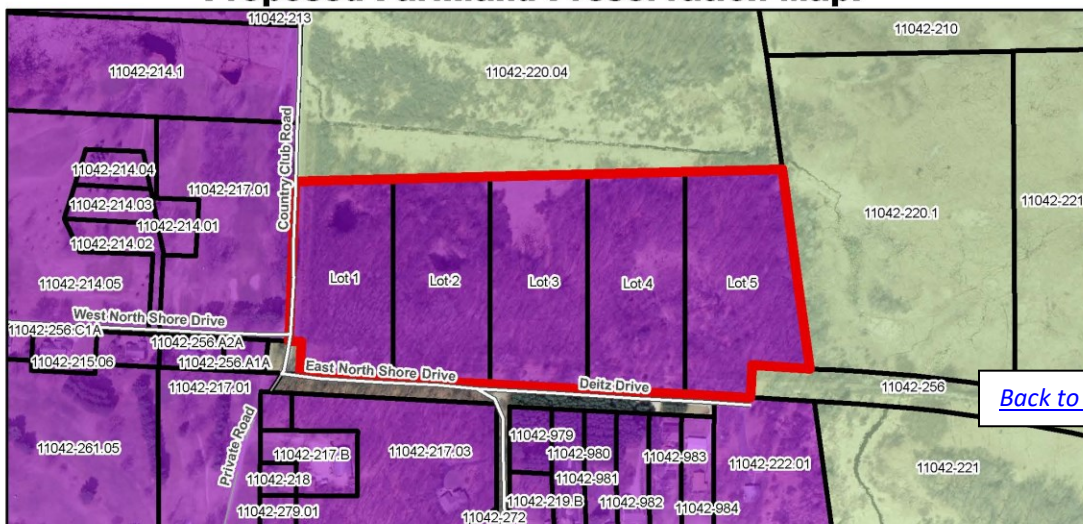 Proposed Farmland Preservation Map:
11042-213
11042-210
11042-214.1
11042-220.04
Country Club Road
11042-214.04
11042-217.01
11042-214.03
11042-214.01
11042-214.02
11042-220.1
11042-221
11042-214.05
Lot 1
Lot 2
Lot 3
Lot 4
Lot 5
West North Shore Drive
11042-256.C1A
11042-256.A2A
11042-215.06
11042-256.A1A
East North Shore Drive
Deitz Drive
11042-217.01
11042-256
Back to
Private Road
11042-261.05
11042-217.B
11042-217.03
11042-979
11042-980
11042-983
11042-222.01
11042-218
11042-981
11042-221
11042-279.01
11042-219.B
11042-982
11042-984
11042-272